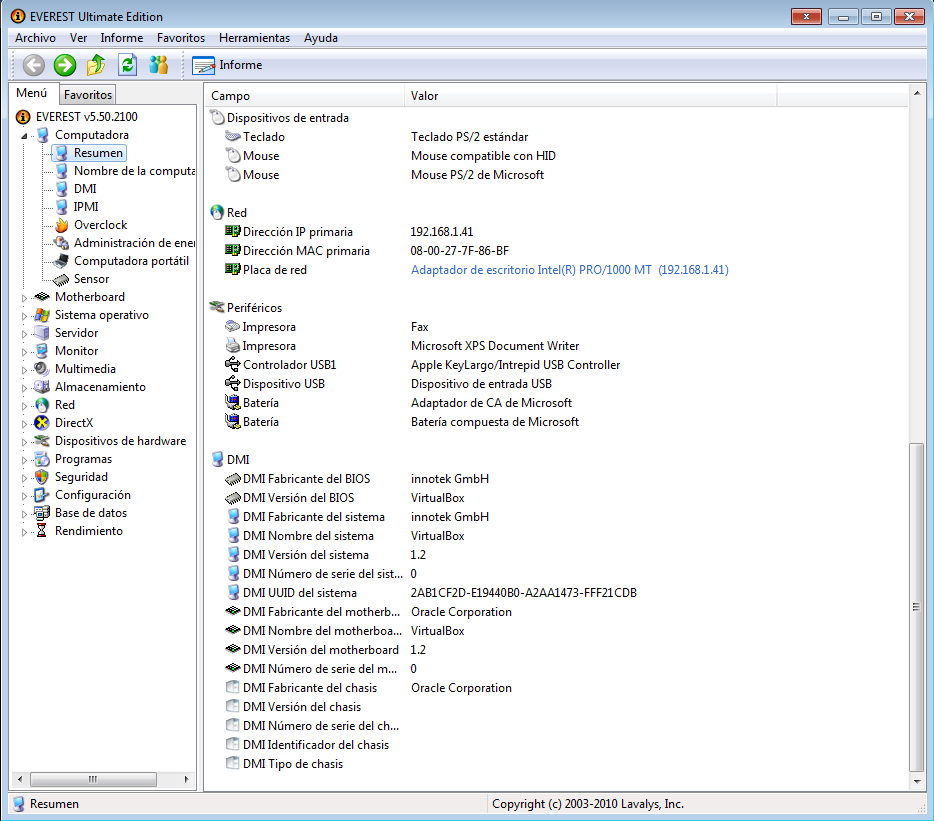 EVEREST Ultimate Edition
Archivo Ver Informe Favoritos Herramientas Ayuda
Informe
Menú Favoritos
EVEREST v5.50.2100
Computadora
Resumen
Nombre de la computa
DMI
IPMI
Overclock
Administración de ener
Computadora portátil
Sensor
Motherboard
Sistema operativo
Servidor
Monitor
Multimedia
Almacenamiento
Red
DirectX
Dispositivos de hardware
Programas
Seguridad
Configuración
Base de datos
Rendimiento
Campo Valor
Dispositivos de entrada
Teclado Teclado PS/2 estándar
Mouse Mouse compatible con HID
Mouse Mouse PS/2 de Microsoft
Red
Dirección IP primaria 192.168.1.41
Dirección MAC primaria 08-00-27-7F-86-BF
Placa de red Adaptador de escritorio Intel(R) PRO/1000 MT (192.168.1.41)
Periféricos
Impresora Fax
Impresora Microsoft XPS Document Writer
Controlador USB1 Apple KeyLargo/Intrepid USB Controller
Dispositivo USB Dispositivo de entrada USB
Batería Adaptador de CA de Microsoft
Batería Batería compuesta de Microsoft
DMI
DMI Fabricante del BIOS innotek GmbH
DMI Versión del BIOS VirtualBox
DMI Fabricante del sistema innotek GmbH
DMI Nombre del sistema VirtualBox
DMI Versión del sistema 1.2
DMI Número de serie del sist... 0
DMI UUID del sistema 2AB1CF2D-E19440B0-A2AA1473-FFF21CDB
DMI Fabricante del motherb... Oracle Corporation
DMI Nombre del motherboa... VirtualBox
DMI Versión del motherboard 1.2
DMI Número de serie del m... 0
DMI Fabricante del chasis Oracle Corporation
DMI Versión del chasis
DMI Número de serie del ch...
DMI Identificador del chasis
DMI Tipo de chasis
Resumen
Copyright (c) 2003-2010 Lavalys, Inc.